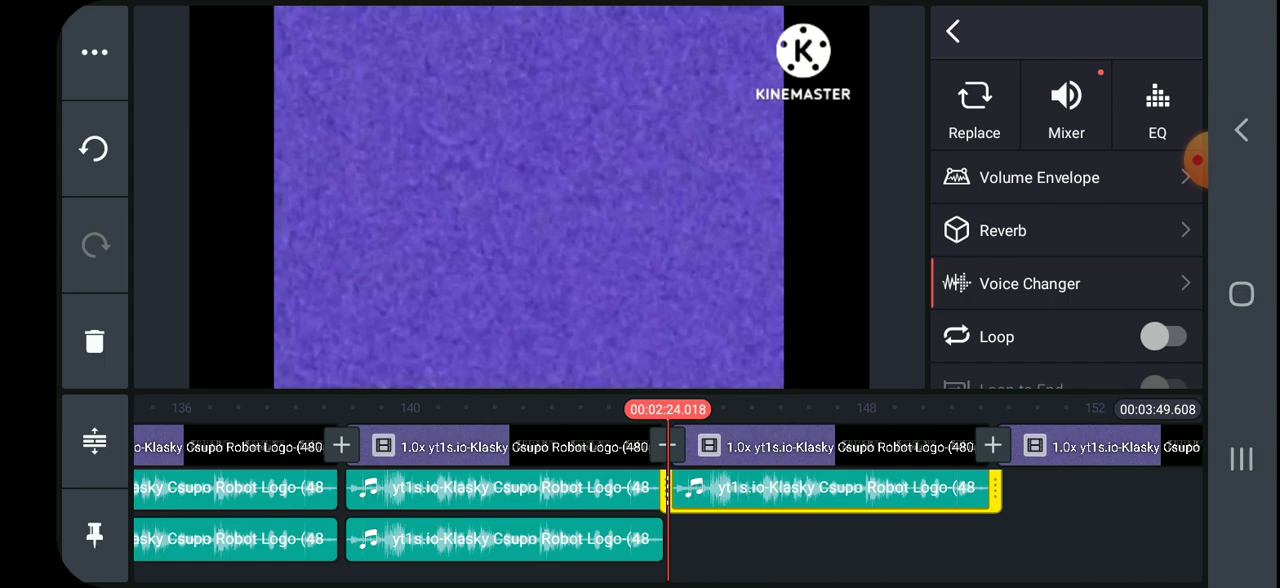 K
KINEMASTER
Replace
Mixer
EQ
Volume Envelope
Reverb
Voice Changer
Loop
Loop to End
136
140
00:02:24.018
148
152
00:03:49.608
o-Klasky
Csupo Robot Logo-(480
1.0x yt1s.io-Klasky
Csupo Robot Logo-(480
1.0x yt1s.io-Klasky
Csupo Robot Logo-(480
1.0x yt1s.io-Klasky
Csupo
asky Csupo Robot Logo-(48
yt1s.io-Klasky Csupo Robot Logo-(48
yt1s.io-Klasky Csupo Robot Logo-(48
asky Csupo Robot Logo-(48
yt1s.io-Klasky Csupo Robot Logo-(48